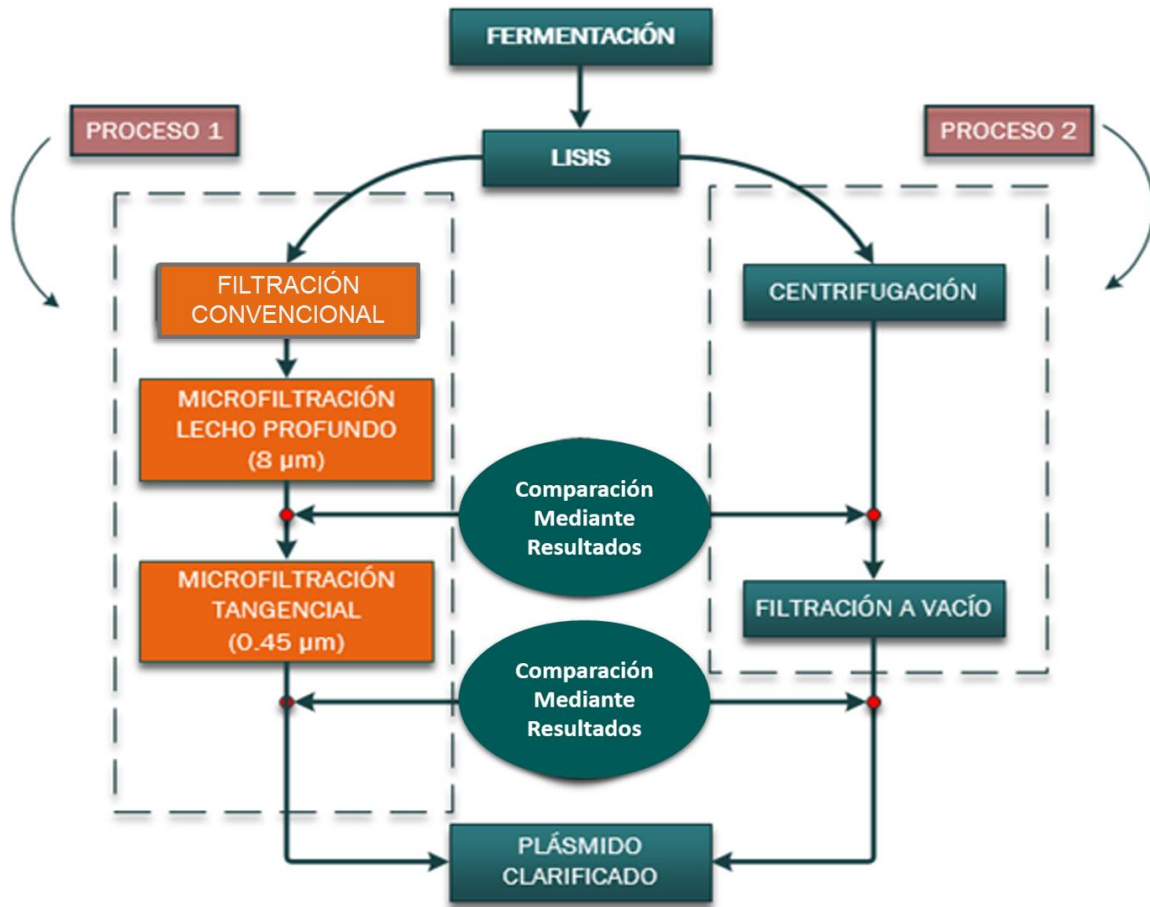 FERMENTACIÓN
PROCESO 1
PROCESO 2
LISIS
FILTRACIÓN
CONVENCIONAL
CENTRIFUGACIÓN
MICROFILTRACIÓN
LECHO PROFUNDO
(8 µm)
Comparación
Mediante
Resultados
MICROFILTRACIÓN
TANGENCIAL
(0.45 µm)
FILTRACIÓN A VACÍO
Comparación
Mediante
Resultados
PLÁSMIDO
CLARIFICADO